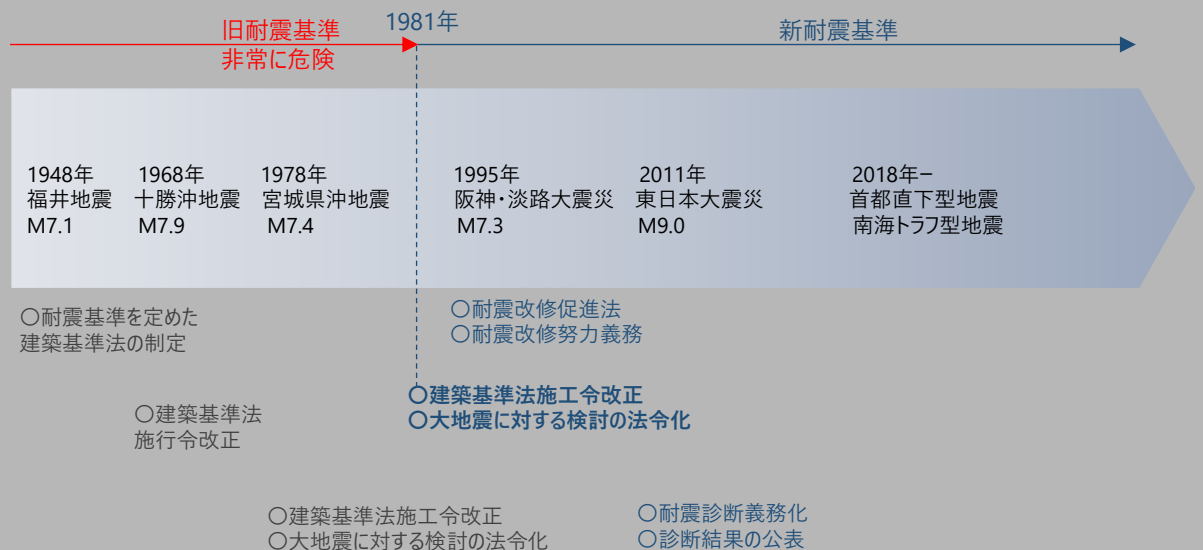 旧耐震基準
非常に危険
1981年
新耐震基準
1948年
福井地震
M7.1
1968年
十勝沖地震
M7.9
1978年
宮城県沖地震
M7.4
1995年
阪神・淡路大震災
M7.3
2011年
東日本大震災
M9.0
2018年−
首都直下型地震
南海トラフ型地震
〇耐震基準を定めた
建築基準法の制定
〇耐震改修促進法
〇耐震改修努力義務
〇建築基準法施工令改正
〇大地震に対する検討の法令化
〇建築基準法
施行令改正
〇建築基準法施工令改正
〇大地震に対する検討の法令化
〇耐震診断義務化
〇診断結果の公表